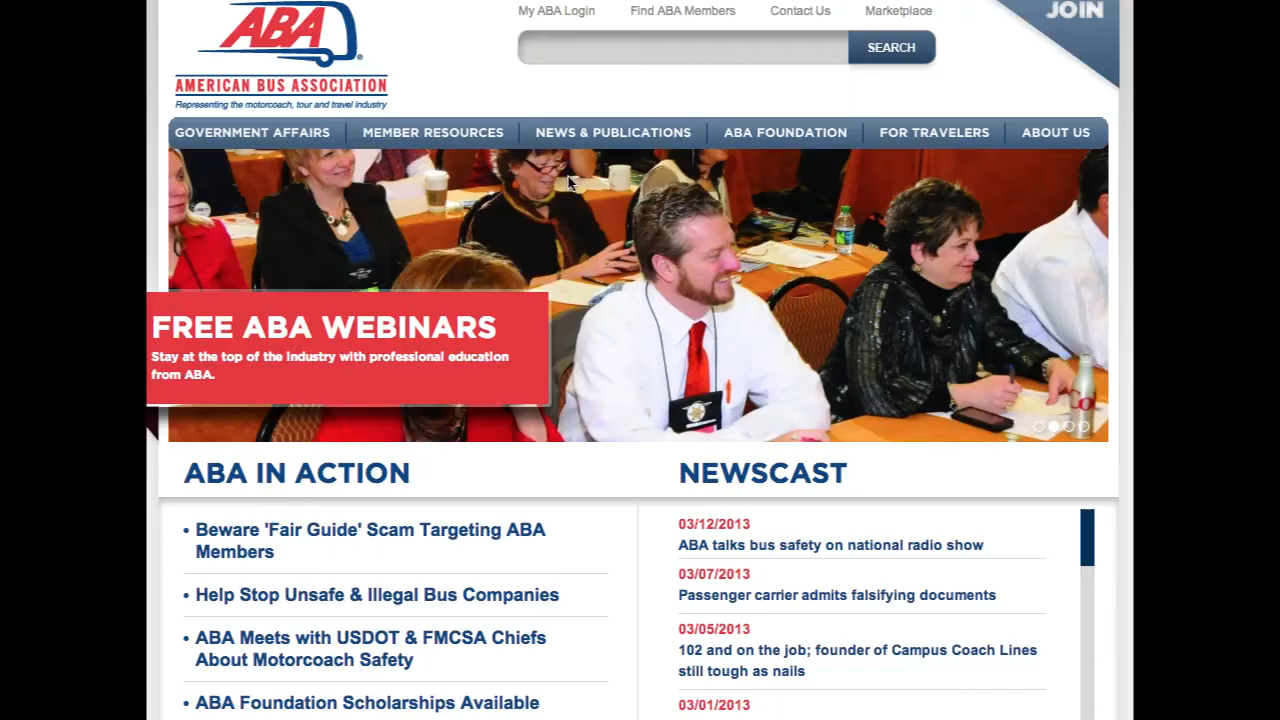 My ABA Login Find ABA Members Contact Us Marketplace
JOIN
ABA
SEARCH
AMERICAN BUS ASSOCIATION
Representing the motorcoach, tour and travel industry
GOVERNMENT AFFAIRS MEMBER RESOURCES NEWS & PUBLICATIONS ABA FOUNDATION FOR TRAVELERS ABOUT US
FREE ABA WEBINARS
Stay at the top of the industry with professional education
from ABA.
ABA IN ACTION
• Beware 'Fair Guide' Scam Targeting ABA
Members
• Help Stop Unsafe & Illegal Bus Companies
• ABA Meets with USDOT & FMCSA Chiefs
About Motorcoach Safety
• ABA Foundation Scholarships Available
NEWSCAST
03/12/2013
ABA talks bus safety on national radio show
03/07/2013
Passenger carrier admits falsifying documents
03/05/2013
102 and on the job; founder of Campus Coach Lines
still tough as nails
03/01/2013